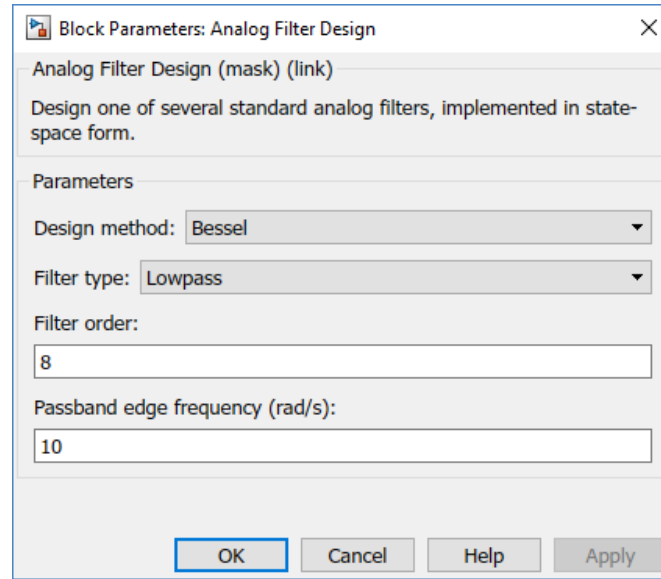 Block Parameters: Analog Filter Design
Analog Filter Design (mask) (link)
Design one of several standard analog filters, implemented in state-
space form.
Parameters
Design method: Bessel
Filter type: Lowpass
Filter order:
8
Passband edge frequency (rad/s):
10
OK Cancel Help Apply